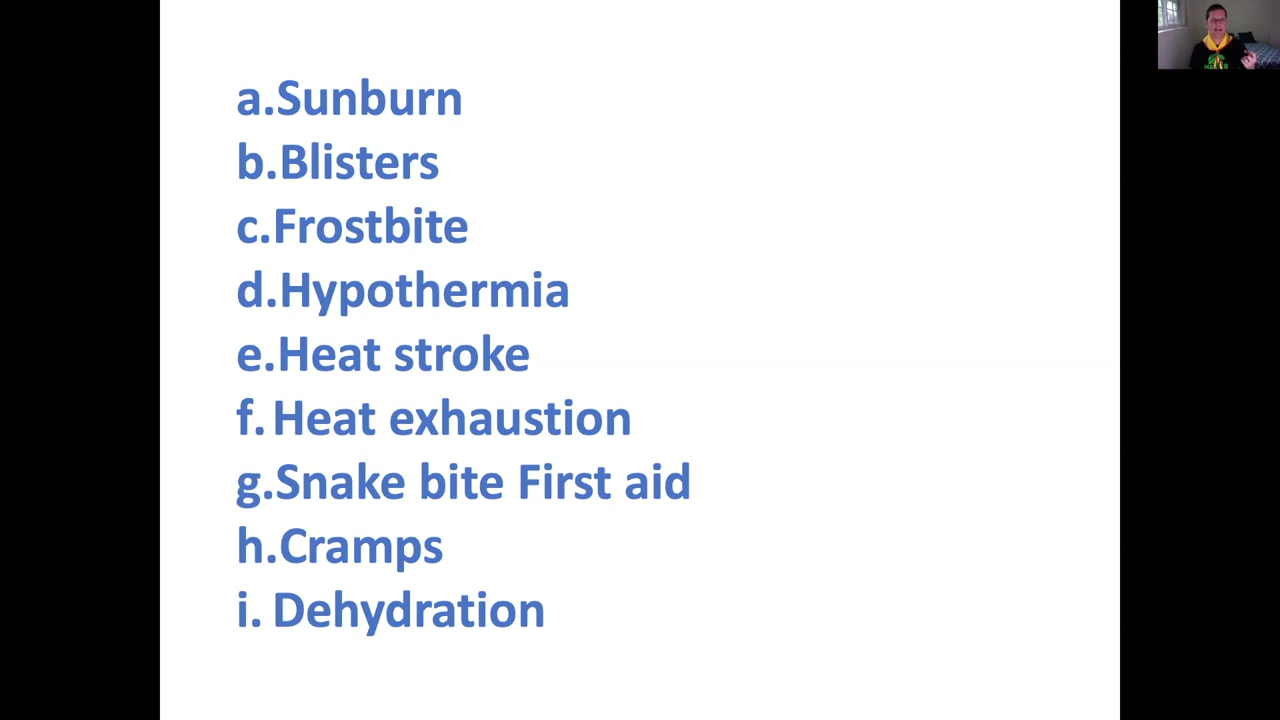 a.Sunburn
b.Blisters
c.Frostbite
d.Hypothermia
e.Heat stroke
f. Heat exhaustion
g.Snake bite First aid
h.Cramps
i. Dehydration